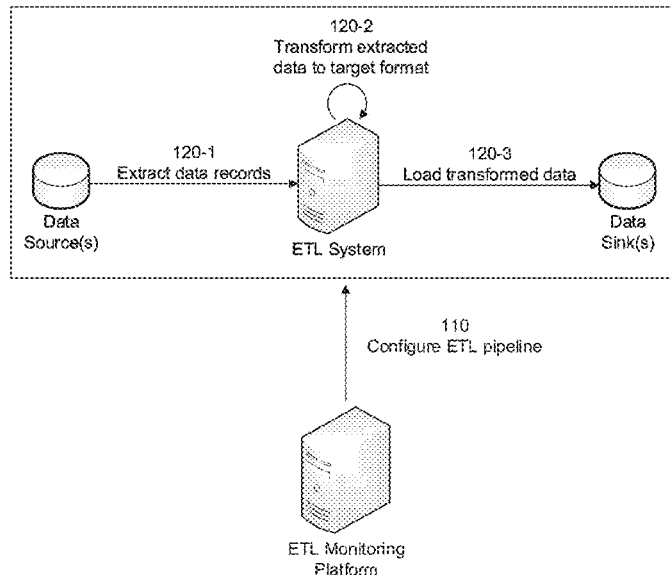 120-2
Transform extracted
data to target format
120-1
Extract data records
120-3
Load transformed data
Data
Source(s)
ETL System
Data
Sink(s)
110
Configure ETL pipeline
ETL Monitoring
Platform